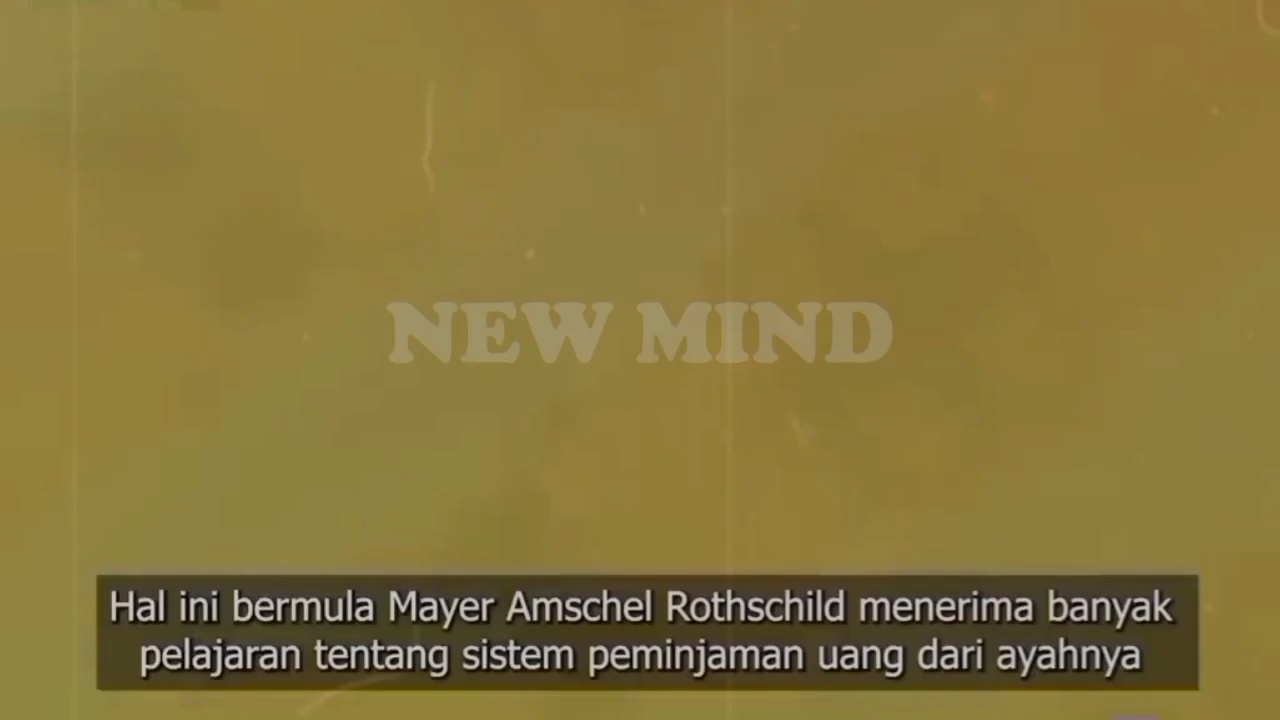 NEW MIND
Hal ini bermula Mayer Amschel Rothschild menerima banyak
pelajaran tentang sistem peminjaman uang dari ayahnya